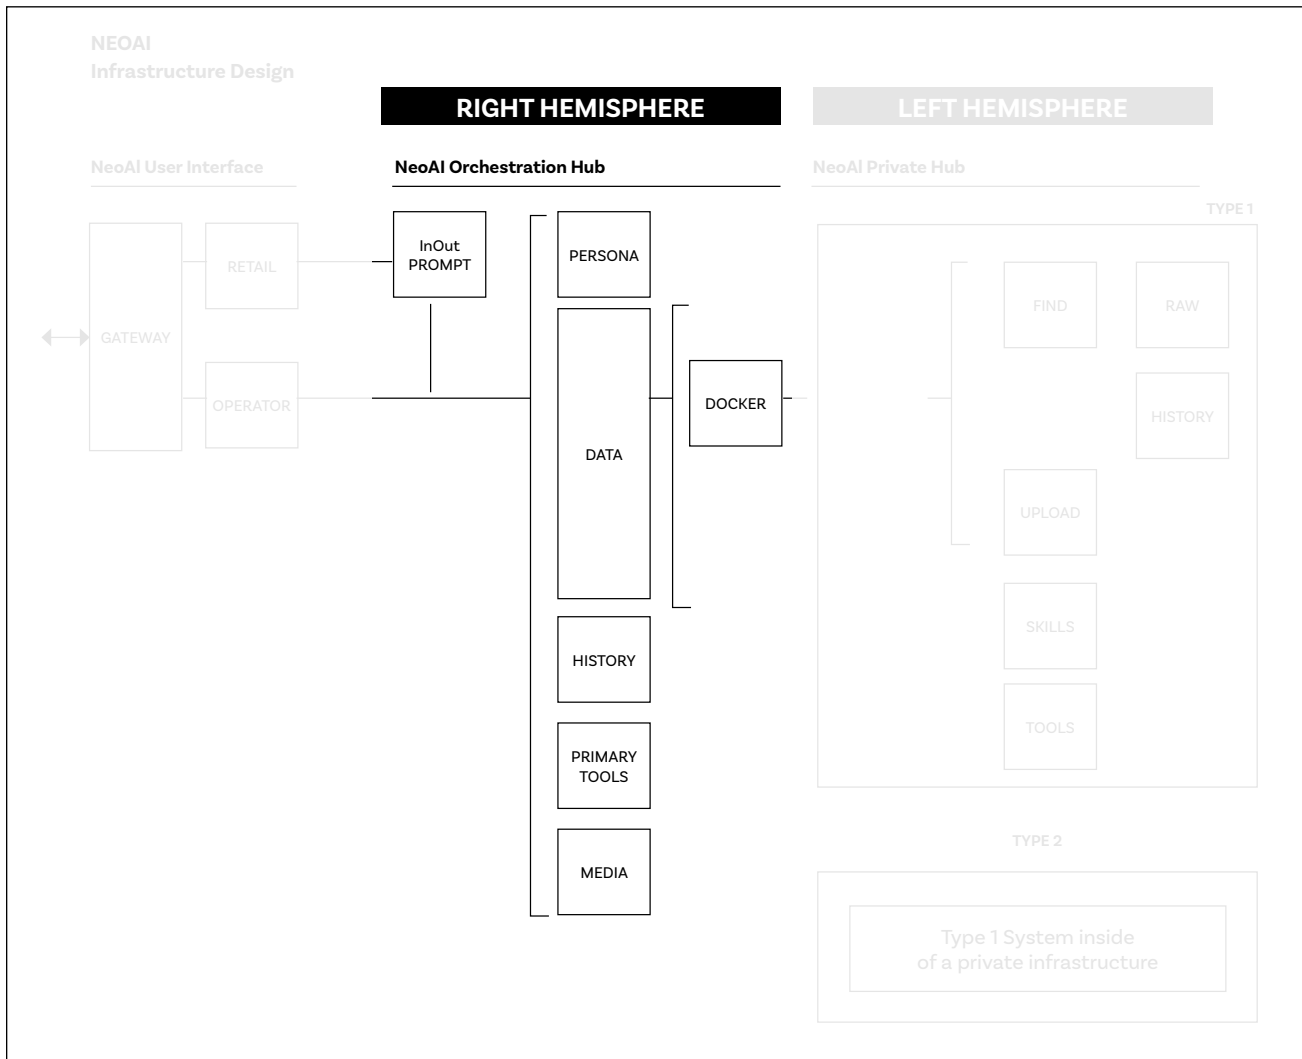 NEOAI
Infrastructure Design
RIGHT HEMISPHERE
LEFT HEMISPHERE
NeoAI User Interface
NeoAI Orchestration Hub
NeoAI Private Hub
TYPE 1
GATEWAY
RETAIL
OPERATOR
InOut
PROMPT
PERSONA
DATA
HISTORY
PRIMARY
TOOLS
MEDIA
DOCKER
FIND
RAW
HISTORY
UPLOAD
SKILLS
TOOLS
TYPE 2
Type 1 System inside
of a private infrastructure